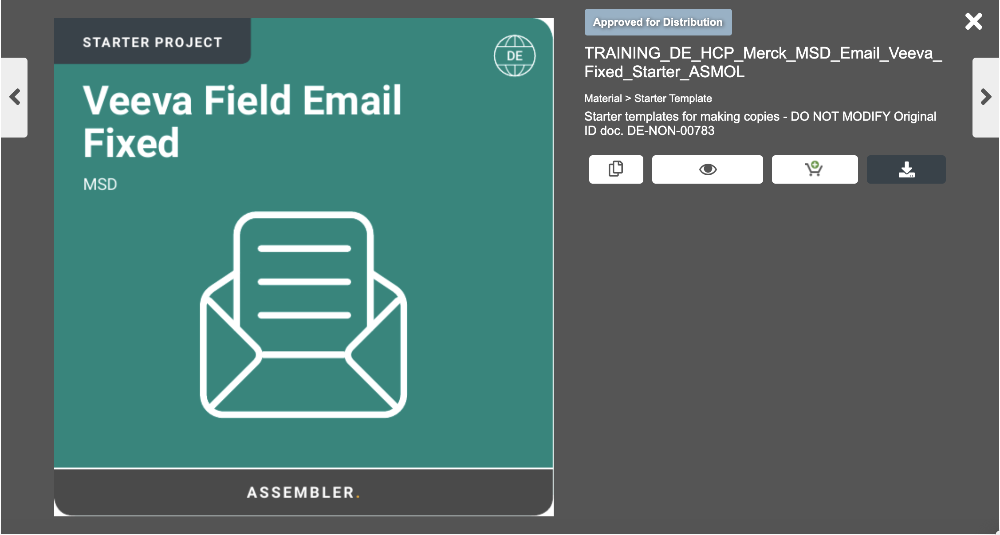 STARTER PROJECT
DE
Veeva Field Email
Fixed
MSD
ASSEMBLER.
Approved for Distribution
TRAINING_DE_HCP_Merck_MSD_Email_Veeva_
Fixed_Starter_ASMOL
Material > Starter Template
Starter templates for making copies - DO NOT MODIFY Original
ID doc. DE-NON-00783